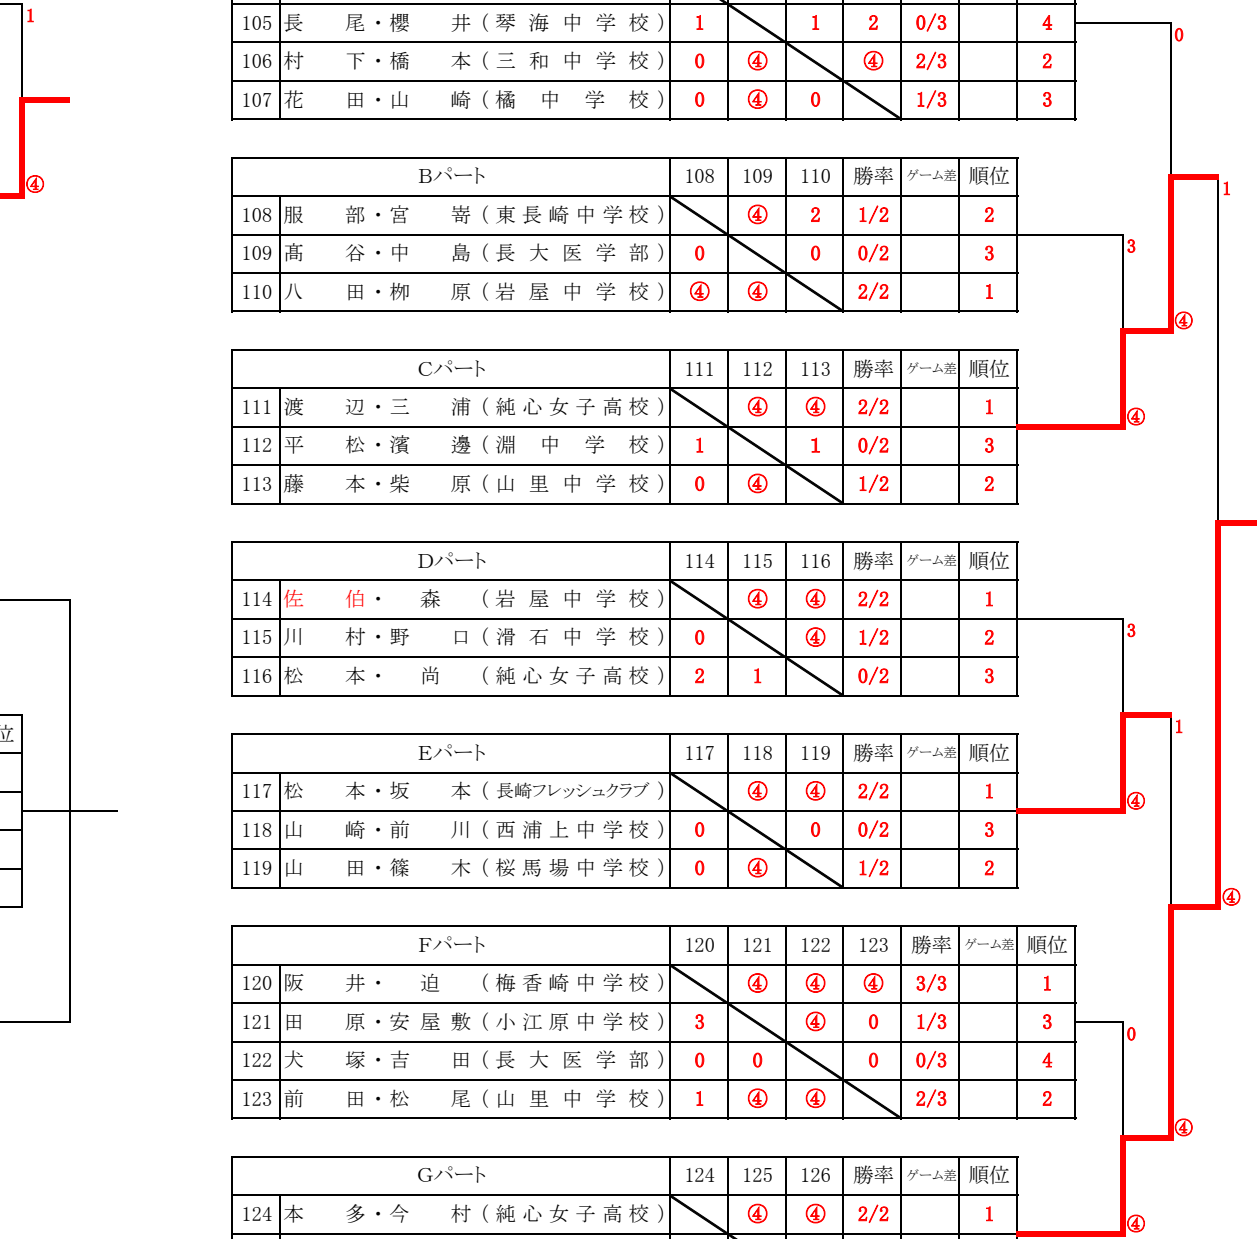 1
105 長 尾・櫻 井 ( 琴 海 中 学 校 ) 1 1 2 0/3 4
0
106 村 下・橋 本 ( 三 和 中 学 校 ) 0 ④ ④ 2/3 2
107 花 田・山 崎 ( 橘 中 学 校 ) 0 ④ 0 1/3 3
④
Bパート 108 109 110 勝率 ゲーム差 順位
1
108 服 部・宮 嵜 ( 東 長 崎 中 学 校 ) ④ 2 1/2 2
3
109 髙 谷・中 島 ( 長 大 医 学 部 ) 0 0 0/2 3
110 八 田・栁 原 ( 岩 屋 中 学 校 ) ④ ④ 2/2 1
④
Cパート 111 112 113 勝率 ゲーム差 順位
111 渡 辺・三 浦 ( 純 心 女 子 高 校 ) ④ ④ 2/2 1
④
112 平 松・濱 邊 ( 淵 中 学 校 ) 1 1 0/2 3
113 藤 本・柴 原 ( 山 里 中 学 校 ) 0 ④ 1/2 2
Dパート 114 115 116 勝率 ゲーム差 順位
114 佐 伯・ 森 ( 岩 屋 中 学 校 ) ④ ④ 2/2 1
3
115 川 村・野 口 ( 滑 石 中 学 校 ) 0 ④ 1/2 2
116 松 本・ 尚 ( 純 心 女 子 高 校 ) 2 1 0/2 3
1
位
Eパート 117 118 119 勝率 ゲーム差 順位
117 松 本・坂 本 ( 長崎フレッシュクラブ ) ④ ④ 2/2 1
④
118 山 崎・前 川 ( 西 浦 上 中 学 校 ) 0 0 0/2 3
119 山 田・篠 木 ( 桜 馬 場 中 学 校 ) 0 ④ 1/2 2
④
Fパート 120 121 122 123 勝率 ゲーム差 順位
120 阪 井・ 迫 ( 梅 香 崎 中 学 校 ) ④ ④ ④ 3/3 1
121 田 原・安 屋 敷 ( 小 江 原 中 学 校 ) 3 ④ 0 1/3 3
0
122 犬 塚・吉 田 ( 長 大 医 学 部 ) 0 0 0 0/3 4
123 前 田・松 尾 ( 山 里 中 学 校 ) 1 ④ ④ 2/3 2
④
Gパート 124 125 126 勝率 ゲーム差 順位
124 本 多・今 村 ( 純 心 女 子 高 校 ) ④ ④ 2/2 1
④